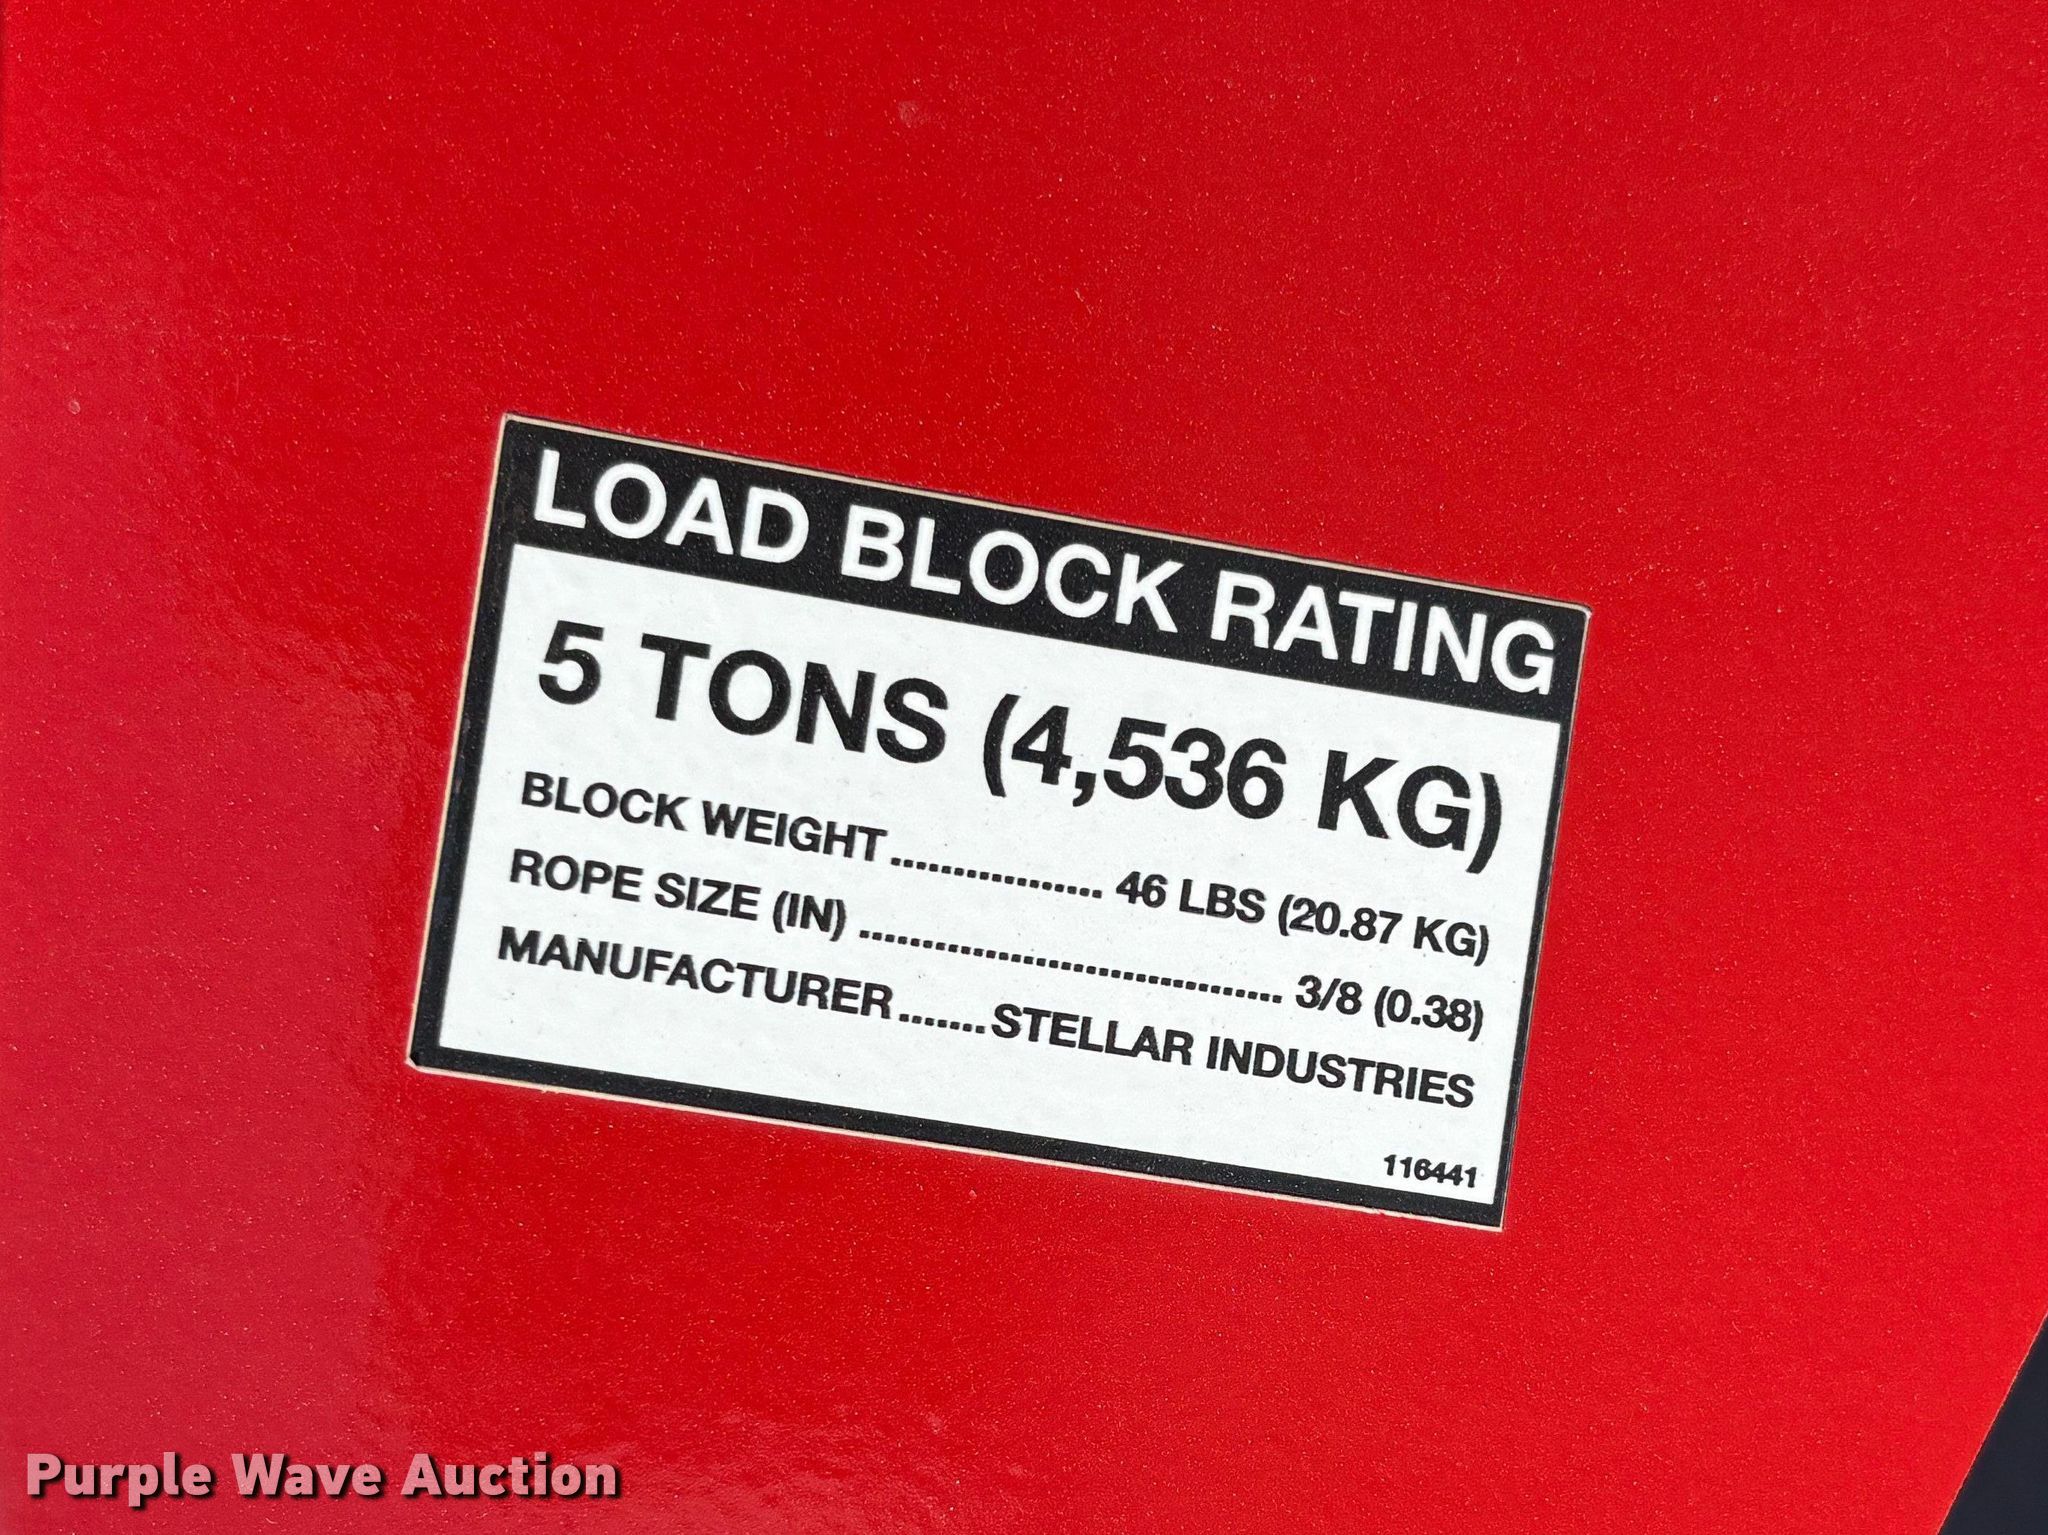 LOAD BLOCK RATING
5 TONS (4,536 KG)
BLOCK WEIGHT ................. 46 LBS (20.87 KG)
ROPE SIZE (IN) ................................. 3/8 (0.38)
MANUFACTURER.......STELLAR INDUSTRIES
116441
Purple Wave Auction